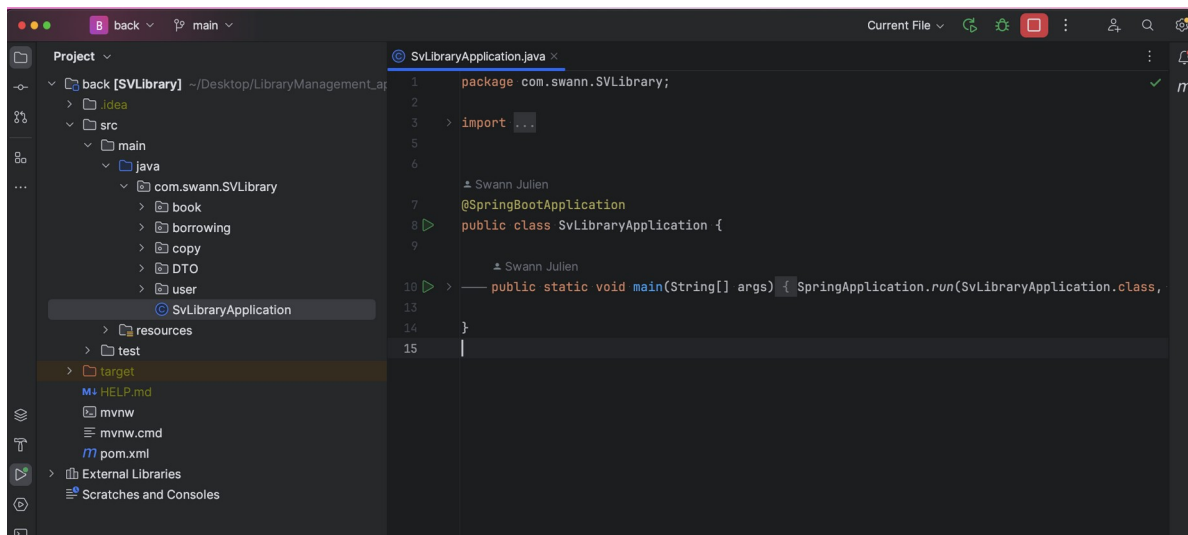 B back main Current File
Project
SvLibraryApplication.java ×
back [SVLibrary] ~/Desktop/LibraryManagement_ap
.idea
src
main
java
com.swann.SVLibrary
book
borrowing
copy
DTO
user
SvLibraryApplication
resources
test
target
HELP.md
mvnw
mvnw.cmd
pom.xml
External Libraries
Scratches and Consoles
1 package com.swann.SVLibrary;
2
3 import ...
5
6
Swann Julien
7 @SpringBootApplication
8 public class SvLibraryApplication {
9
Swann Julien
10 public static void main(String[] args) { SpringApplication.run(SvLibraryApplication.class,
13
14 }
15